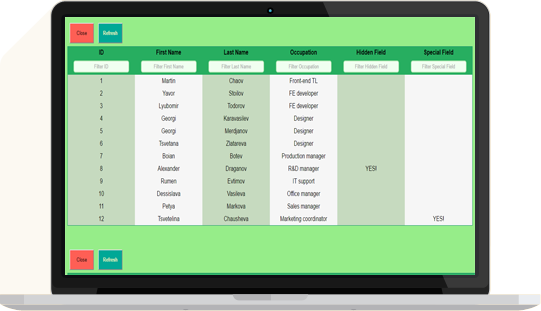 Close Refresh
ID First Name Last Name Occupation Hidden Field Special Field
Filter ID Filter First Name Filter Last Name Filter Occupation Filter Hidden Field Filter Special Field
1 Martin Chaov Front-end TL
2 Yavor Stoilov FE developer
3 Lyubomir Todorov FE developer
4 Georgi Karavasilev Designer
5 Georgi Merdjanov Designer
6 Tsvetana Zlatareva Designer
7 Boian Botev Production manager
8 Alexander Draganov R&D manager YES!
9 Rumen Evtimov IT support
10 Dessislava Vasileva Office manager
11 Petya Markova Sales manager
12 Tsvetelina Chausheva Marketing coordinator YES!
Close Refresh